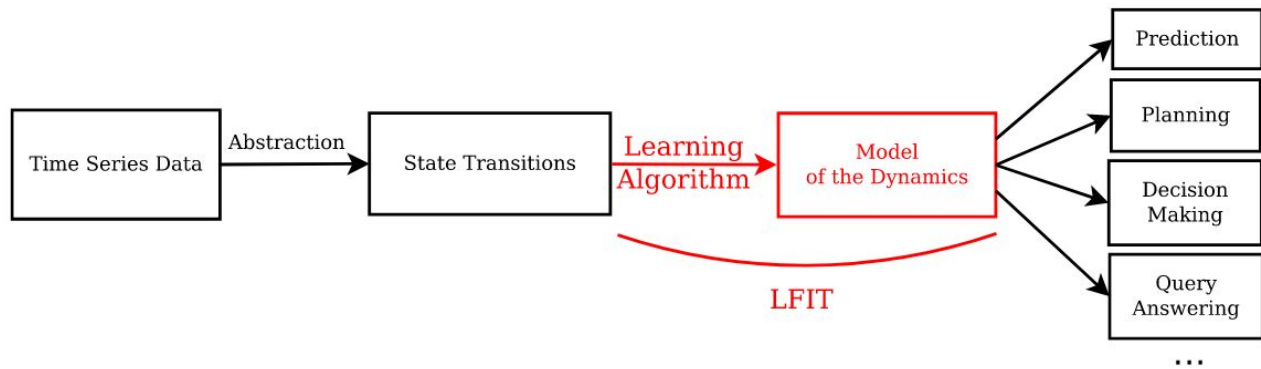 Time Series Data
Abstraction
State Transitions
Learning
Algorithm
Model
of the Dynamics
LFIT
Prediction
Planning
Decision
Making
Query
Answering
...